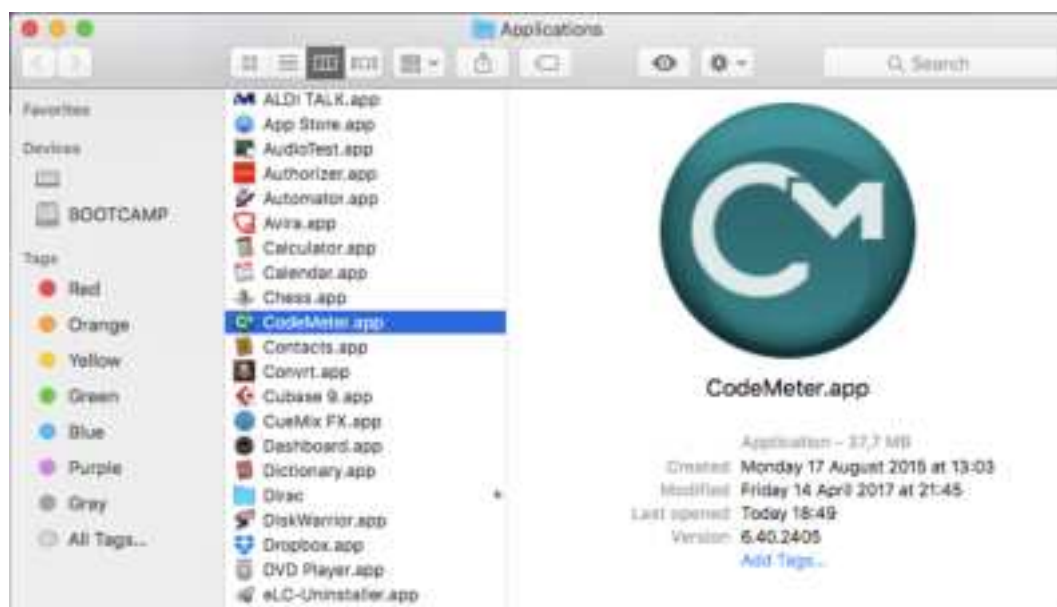 Applications
Search
Favorites
Devices
BOOTCAMP
Tags
Red
Orange
Yellow
Green
Blue
Purple
Gray
All Tags...
ALDI TALK.app
App Store.app
AudioTest.app
Authorizer.app
Automator.app
Avira.app
Calculator.app
Calendar.app
Chess.app
CodeMeter.app
Contacts.app
Convrt.app
Cubase 9.app
CueMix FX.app
Dashboard.app
Dictionary.app
Dirac
DiskWarrior.app
Dropbox.app
DVD Player.app
eLC-Uninstaller.app
CM
CodeMeter.app
Application - 37,7 MB
Created Monday 17 August 2015 at 13:03
Modified Friday 14 April 2017 at 21:45
Last opened Today 18:49
Version 6.40.2405
Add Tags...